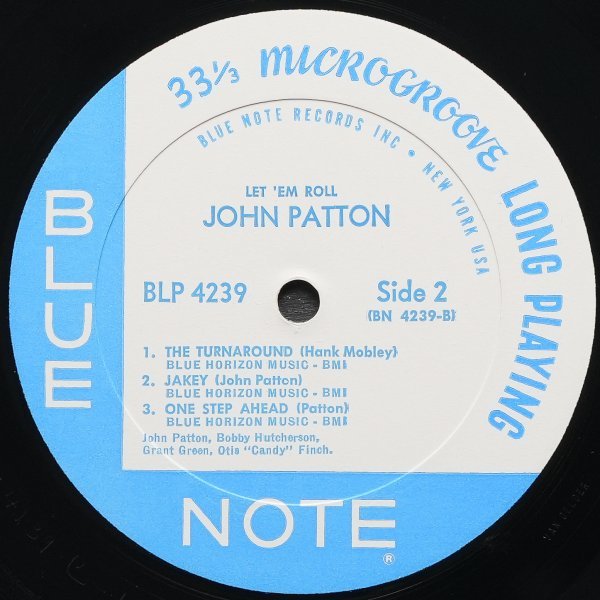 33⅓ MICROGROOVE LONG PLAYING
BLUE NOTE RECORDS INC • NEW YORK USA
LET 'EM ROLL
JOHN PATTON
BLP 4239
Side 2
(BN 4239-B)
1. THE TURNAROUND (Hank Mobley)
BLUE HORIZON MUSIC - BMI
2. JAKEY (John Patton)
BLUE HORIZON MUSIC - BMI
3. ONE STEP AHEAD (Patton)
BLUE HORIZON MUSIC - BMI
John Patton, Bobby Hutcherson,
Grant Green, Otis "Candy" Finch.
BLUE
NOTE®
VAN GELDER